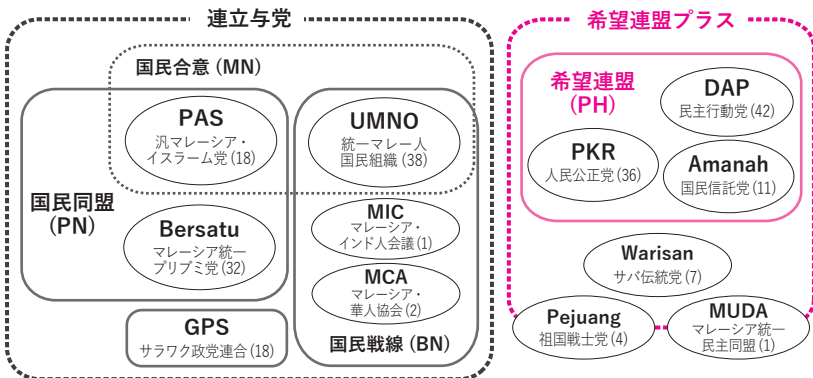 連立与党
国民合意 (MN)
PAS
汎マレーシア・
イスラーム党 (18)
UMNO
統一マレー人
国民組織 (38)
国民同盟
(PN)
Bersatu
マレーシア統一
プリブミ党 (32)
MIC
マレーシア・
インド人会議 (1)
MCA
マレーシア・
華人協会 (2)
GPS
サラワク政党連合 (18)
国民戦線 (BN)
希望連盟プラス
希望連盟
(PH)
DAP
民主行動党 (42)
PKR
人民公正党 (36)
Amanah
国民信託党 (11)
Warisan
サバ伝統党 (7)
Pejuang
祖国戦士党 (4)
MUDA
マレーシア統一
民主同盟 (1)